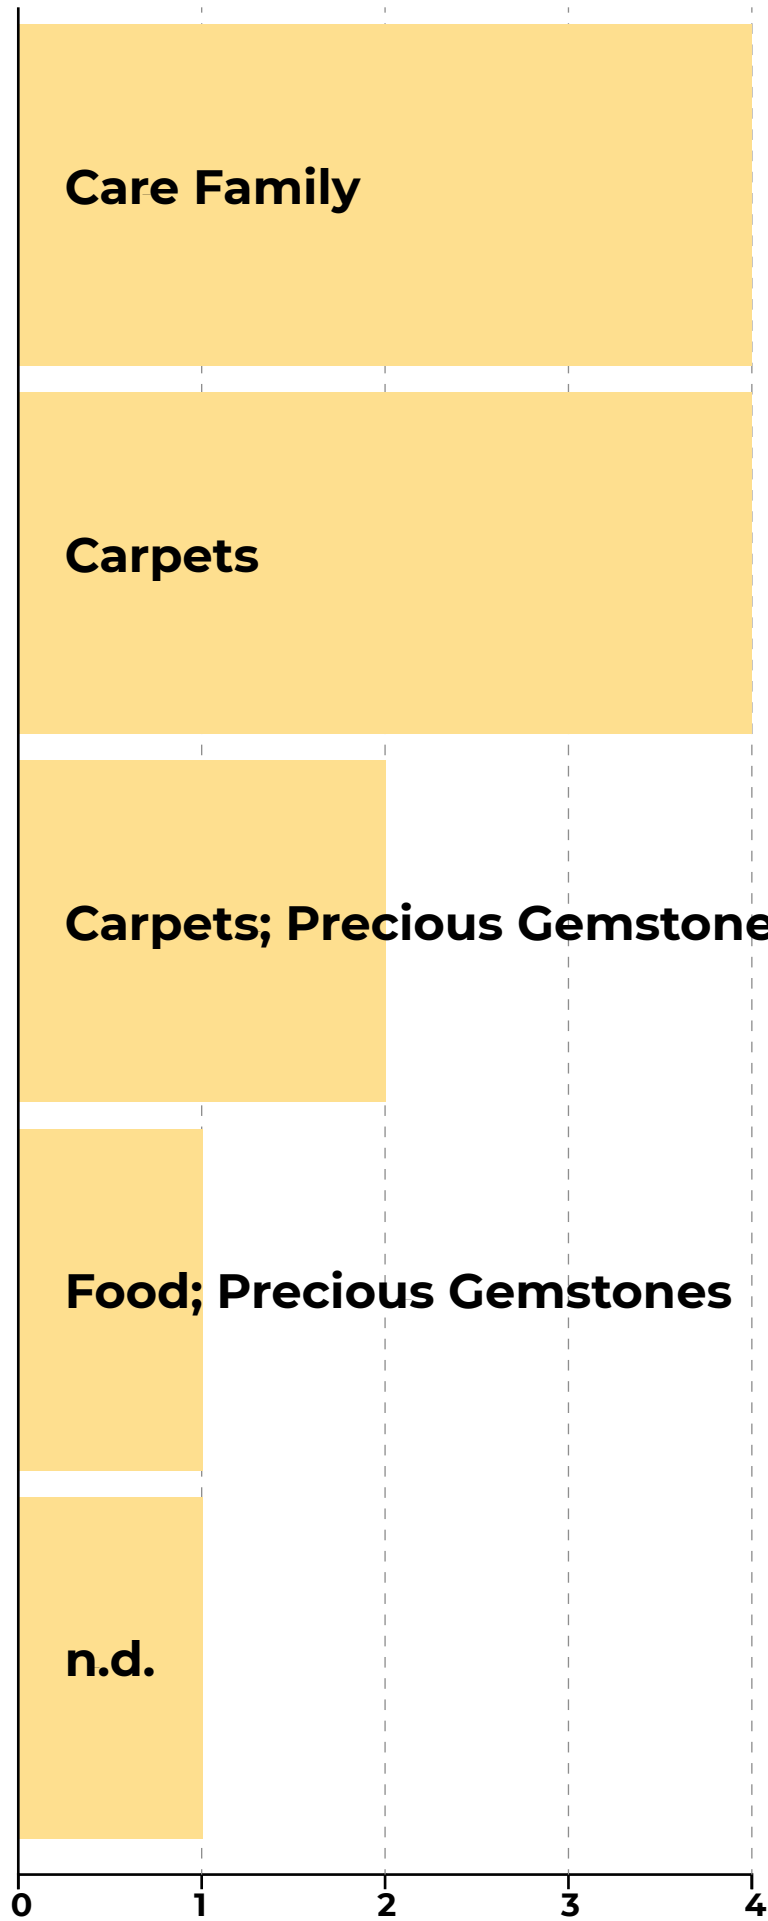 Care Family
Carpets
Carpets; Precious Gemstone
Food; Precious Gemstones
n.d.
0 1 2 3 4